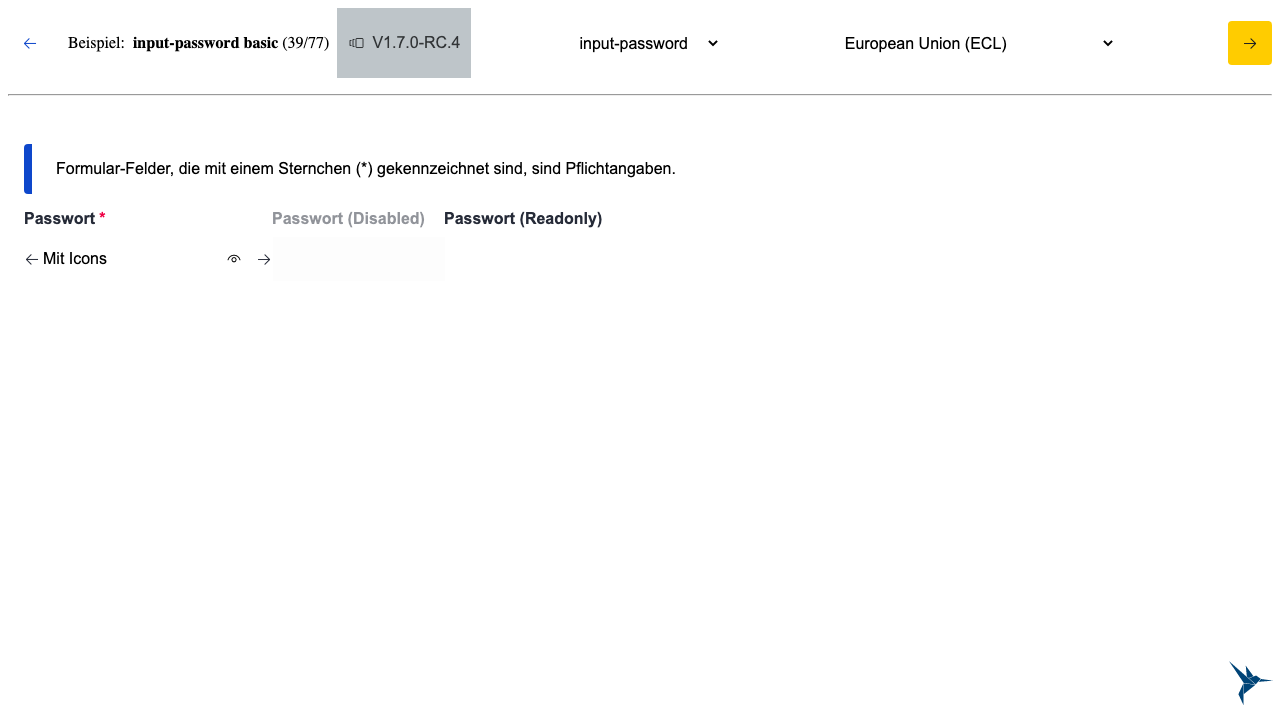 Beispiel: input-password basic (39/77) V1.7.0-RC.4 input-password European Union (ECL)
Formular-Felder, die mit einem Sternchen (*) gekennzeichnet sind, sind Pflichtangaben.
Passwort * Passwort (Disabled) Passwort (Readonly)
Mit Icons